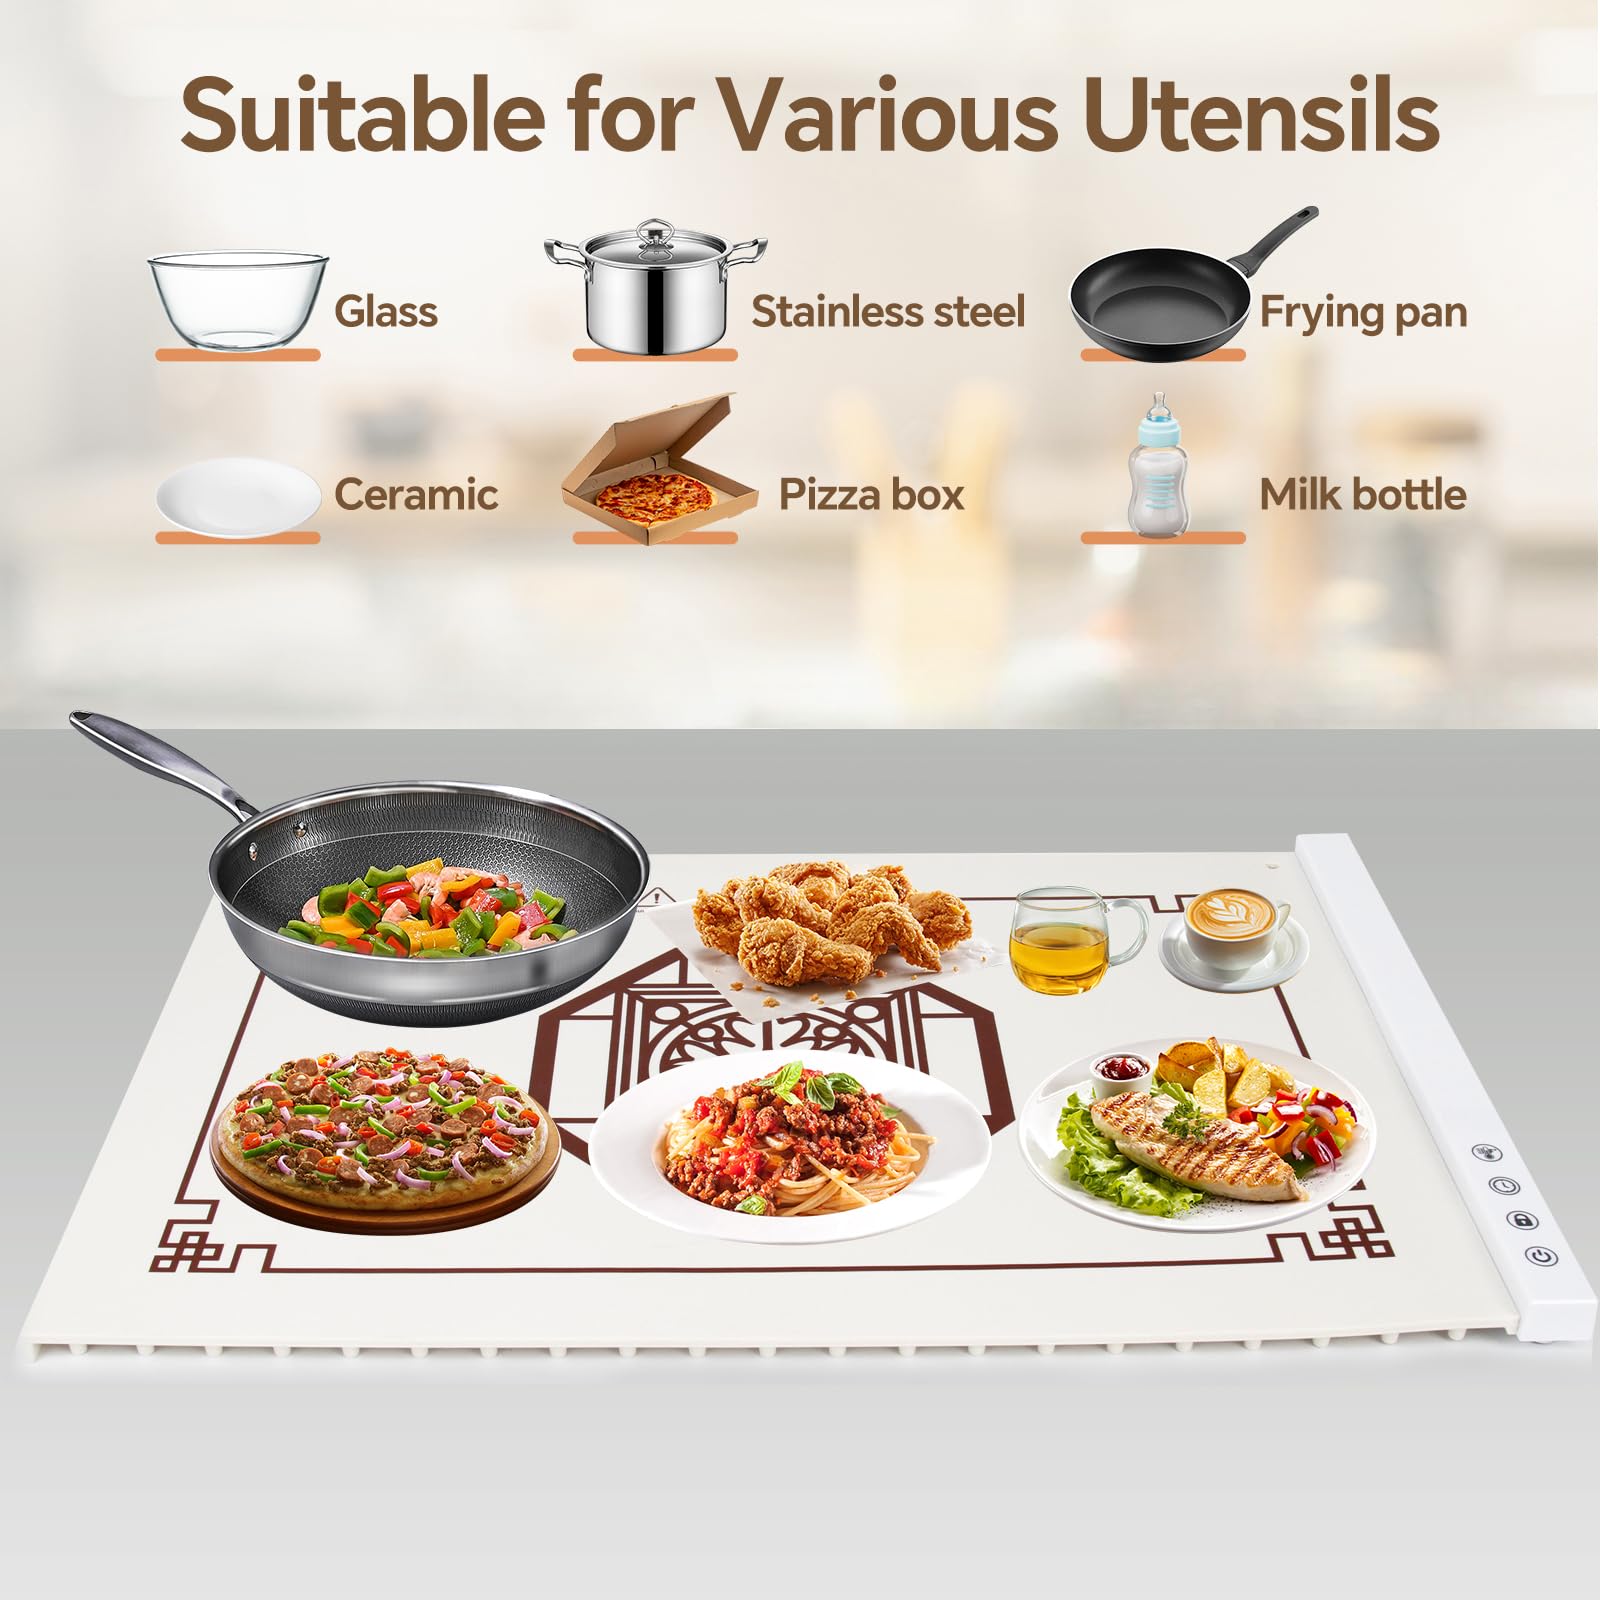 Suitable for Various Utensils
Glass
Stainless steel
Frying pan
Ceramic
Pizza box
Milk bottle